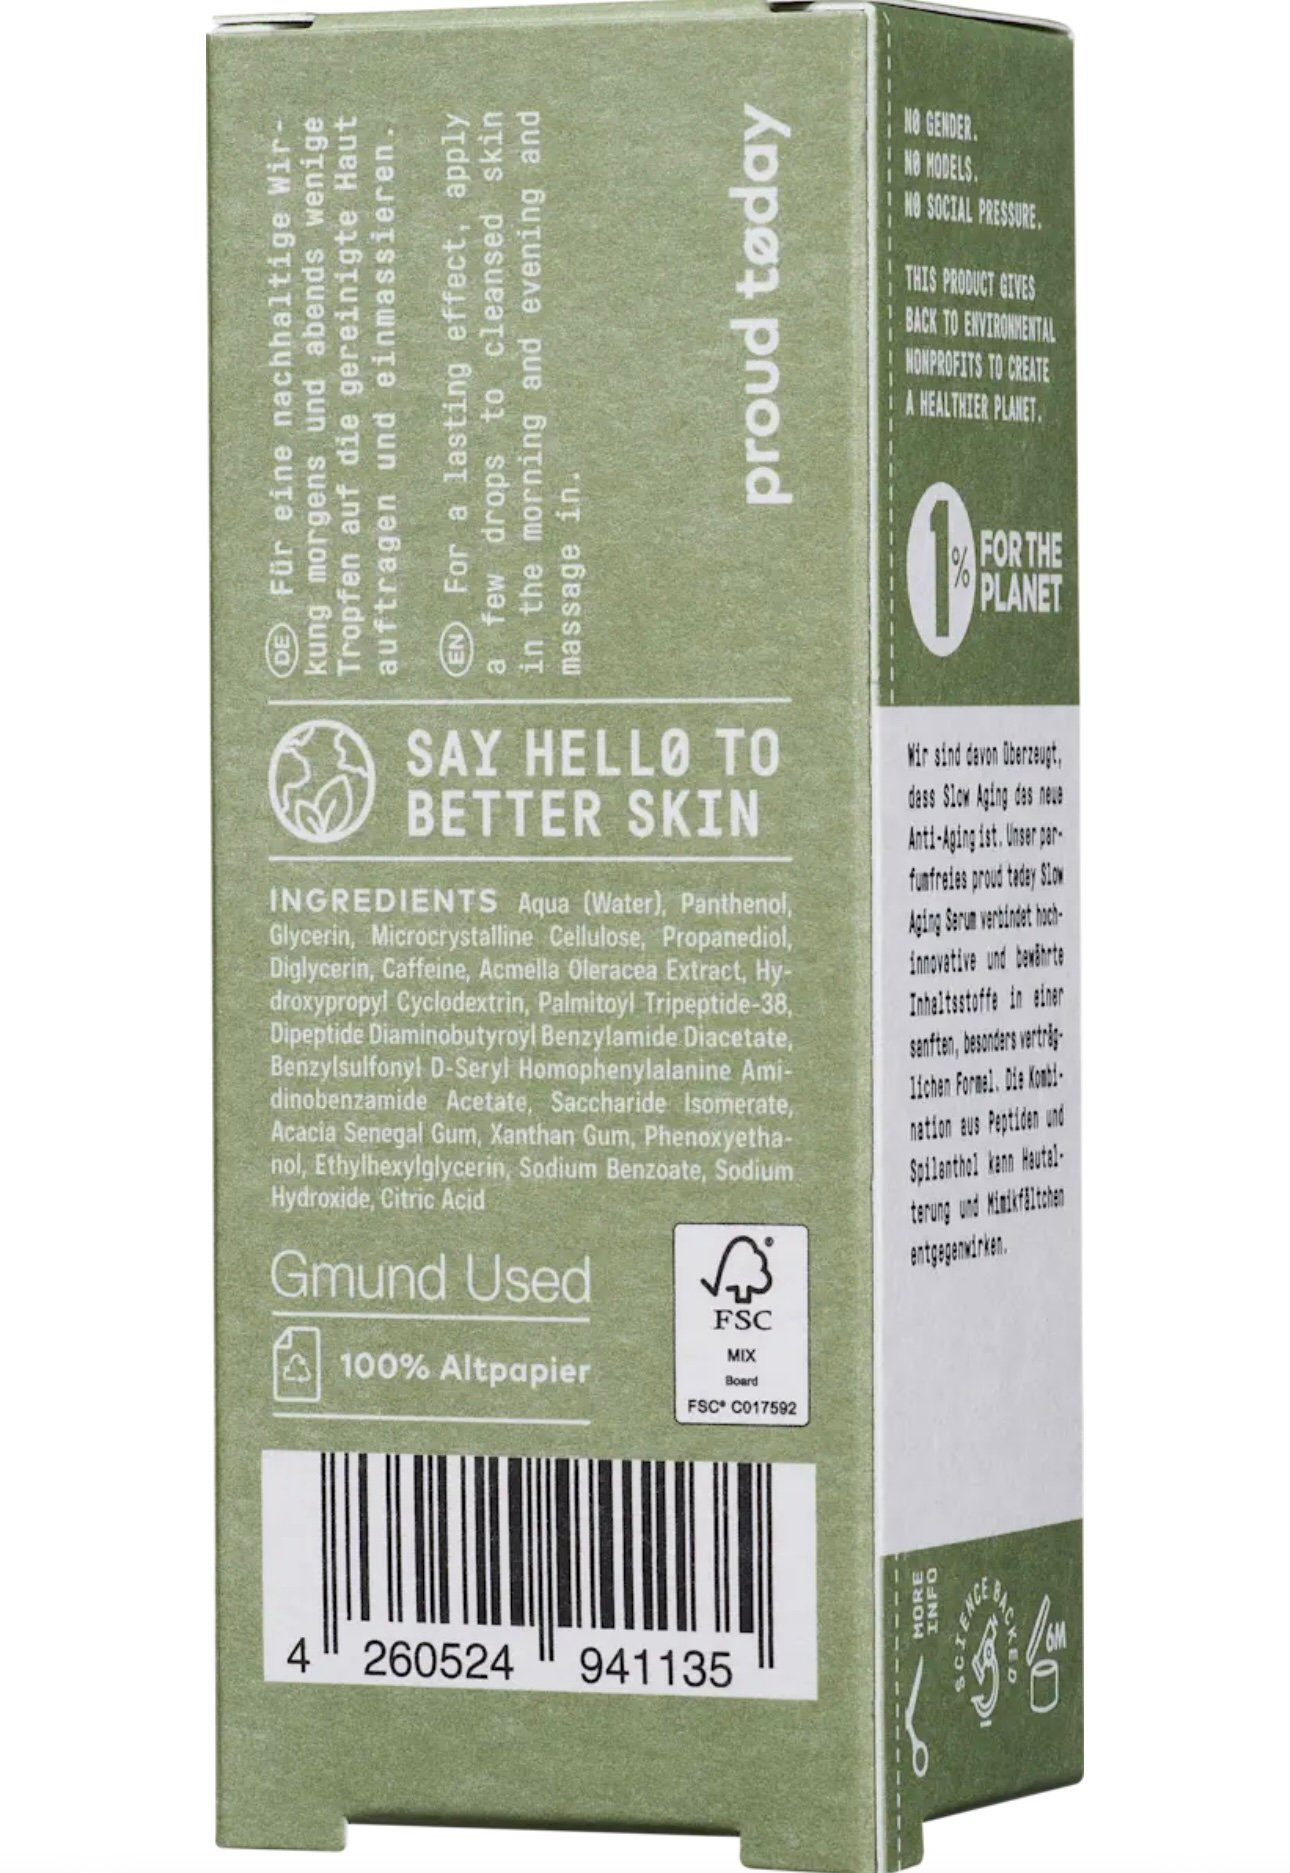 DE Für eine nachhaltige Wir-
kung morgens und abends wenige
Tropfen auf die gereinigte Haut
auftragen und einmassieren.
EN For a lasting effect, apply
a few drops to cleansed skin
in the morning and evening and
massage in.
proud tøday
SAY HELLØ TO
BETTER SKIN
INGREDIENTS Aqua (Water), Panthenol,
Glycerin, Microcrystalline Cellulose, Propanediol,
Diglycerin, Caffeine, Acmella Oleracea Extract, Hy-
droxypropyl Cyclodextrin, Palmitoyl Tripeptide-38,
Dipeptide Diaminobutyroyl Benzylamide Diacetate,
Benzylsulfonyl D-Seryl Homophenylalanine Ami-
dinobenzamide Acetate, Saccharide Isomerate,
Acacia Senegal Gum, Xanthan Gum, Phenoxyetha-
nol, Ethylhexylglycerin, Sodium Benzoate, Sodium
Hydroxide, Citric Acid
Gmund Used
100% Altpapier
®
FSC
MIX
Board
FSC® C017592
4 260524 941135
NØ GENDER.
NØ MODELS.
NØ SOCIAL PRESSURE.
THIS PRODUCT GIVES
BACK TO ENVIRONMENTAL
NONPROFITS TO CREATE
A HEALTHIER PLANET.
1%
FOR THE
PLANET
Wir sind davon überzeugt,
dass Slow Aging das neue
Anti-Aging ist. Unser par-
fumfreies proud tøday Slow
Aging Serum verbindet hoch-
innovative und bewährte
Inhaltsstoffe in einer
sanften, besonders verträg-
lichen Formel. Die Kombi-
nation aus Peptiden und
Spilanthol kann Hautal-
terung und Mimikfältchen
entgegenwirken.
MORE
INFO
SCIENCE BACKED
6M